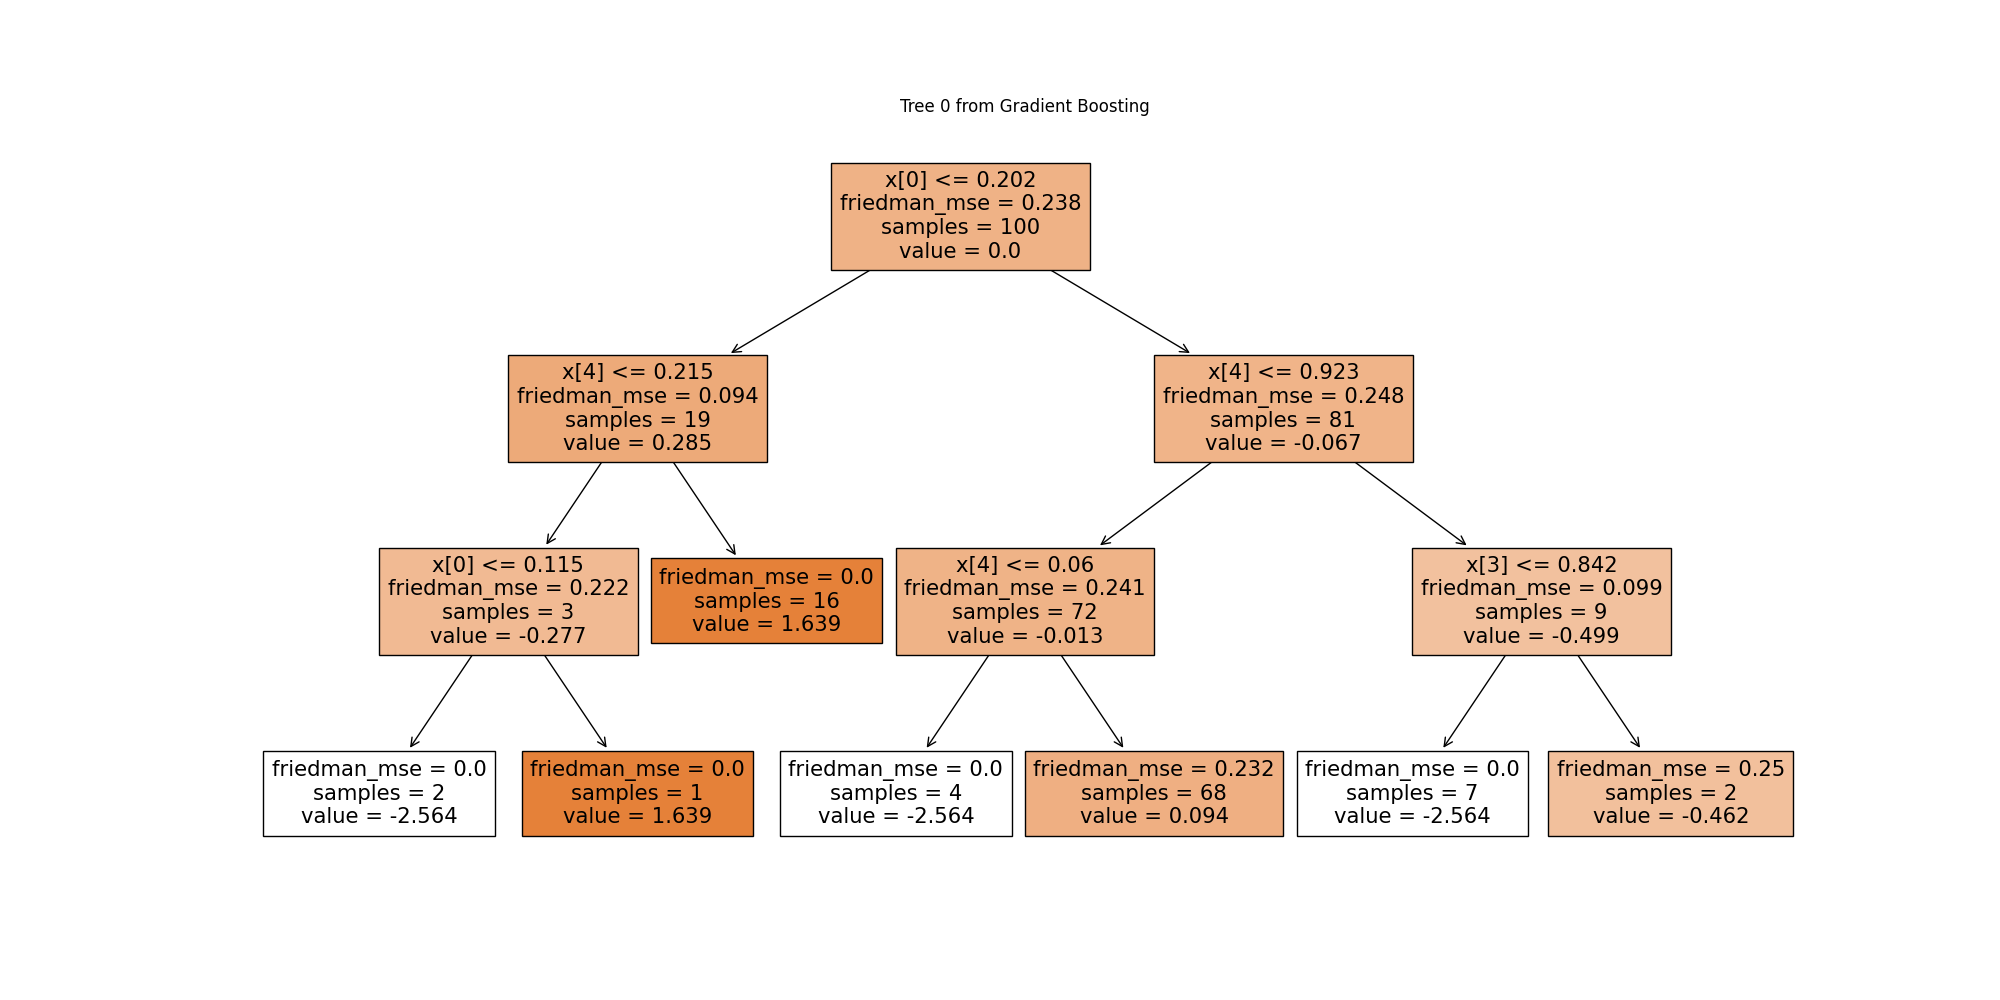 Tree 0 from Gradient Boosting
x[0] <= 0.202
friedman_mse = 0.238
samples = 100
value = 0.0
x[4] <= 0.215
friedman_mse = 0.094
samples = 19
value = 0.285
x[4] <= 0.923
friedman_mse = 0.248
samples = 81
value = -0.067
x[0] <= 0.115
friedman_mse = 0.222
samples = 3
value = -0.277
friedman_mse = 0.0
samples = 16
value = 1.639
x[4] <= 0.06
friedman_mse = 0.241
samples = 72
value = -0.013
x[3] <= 0.842
friedman_mse = 0.099
samples = 9
value = -0.499
friedman_mse = 0.0
samples = 2
value = -2.564
friedman_mse = 0.0
samples = 1
value = 1.639
friedman_mse = 0.0
samples = 4
value = -2.564
friedman_mse = 0.232
samples = 68
value = 0.094
friedman_mse = 0.0
samples = 7
value = -2.564
friedman_mse = 0.25
samples = 2
value = -0.462